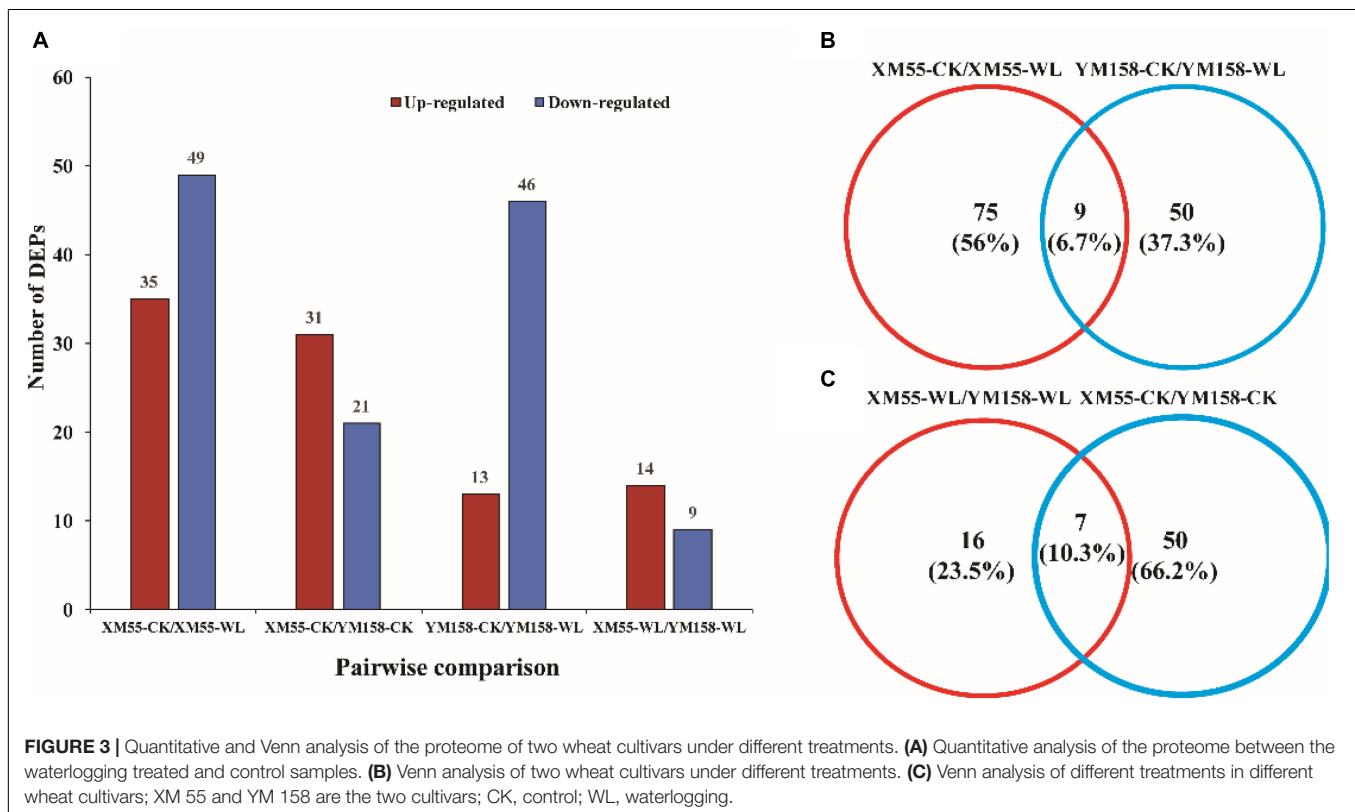 A
60
50
40
30
20
10
0
Number of DEPs
Up-regulated Down-regulated
35
49
31
21
13
46
14
9
XM55-CK/XM55-WL XM55-CK/YM158-CK YM158-CK/YM158-WL XM55-WL/YM158-WL
Pairwise comparison
B
XM55-CK/XM55-WL YM158-CK/YM158-WL
75 9 50
(56%) (6.7%) (37.3%)
C
XM55-WL/YM158-WL XM55-CK/YM158-CK
16 7 50
(23.5%) (10.3%) (66.2%)
FIGURE 3 | Quantitative and Venn analysis of the proteome of two wheat cultivars under different treatments. (A) Quantitative analysis of the proteome between the
waterlogging treated and control samples. (B) Venn analysis of two wheat cultivars under different treatments. (C) Venn analysis of different treatments in different
wheat cultivars; XM 55 and YM 158 are the two cultivars; CK, control; WL, waterlogging.